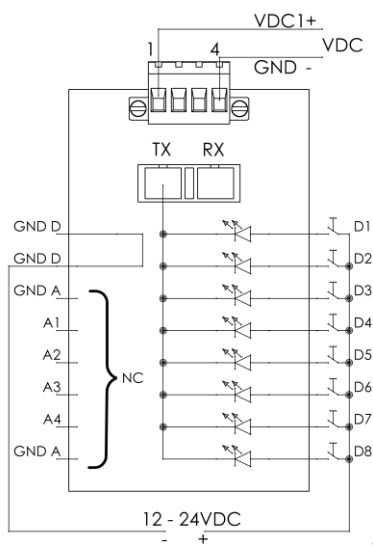 VDC1+
1 4 VDC
GND -
TX RX
GND D D1
GND D D2
GND A D3
A1 D4
A2 D5
NC
A3 D6
A4 D7
GND A D8
12 - 24VDC
- +